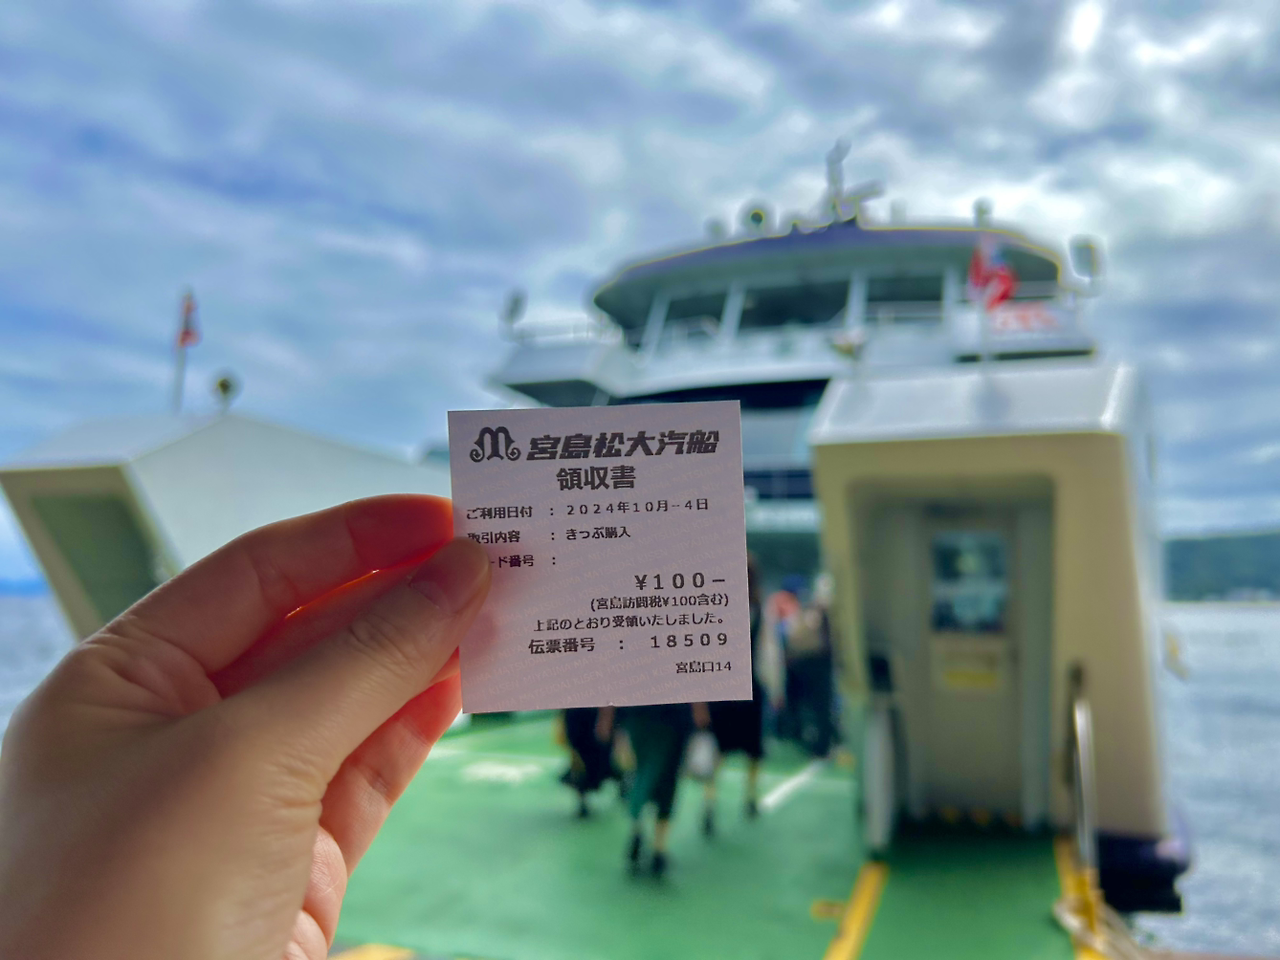 宮島松大汽船
領収書
ご利用日付 : 2024年10月-4日
取引内容 : きっぷ購入
ード番号 :
¥100-
(宮島訪問税¥100含む)
上記のとおり受領いたしました。
伝票番号 : 18509
宮島口14